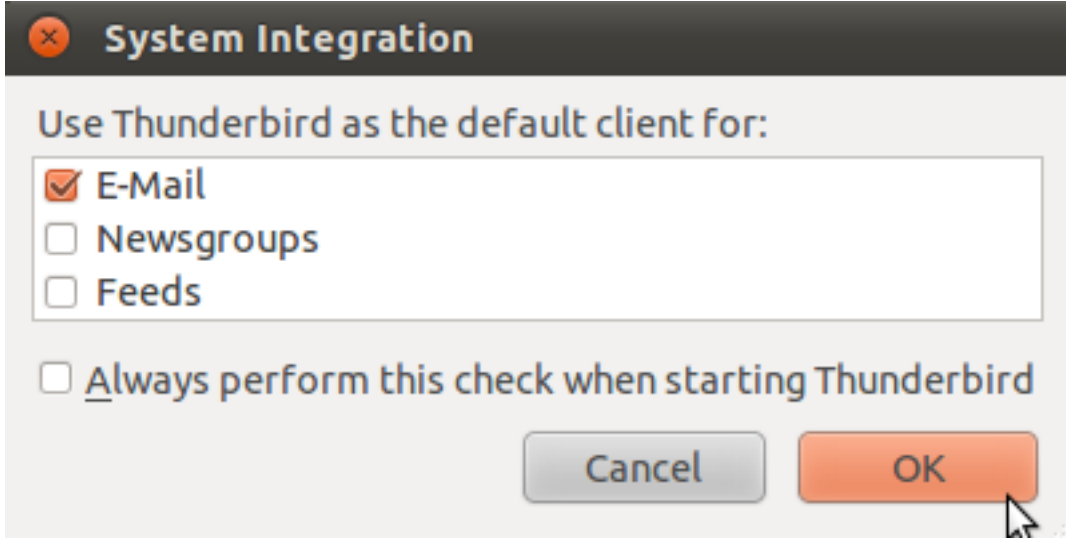 System Integration
Use Thunderbird as the default client for:
E-Mail
Newsgroups
Feeds
Always perform this check when starting Thunderbird
Cancel OK